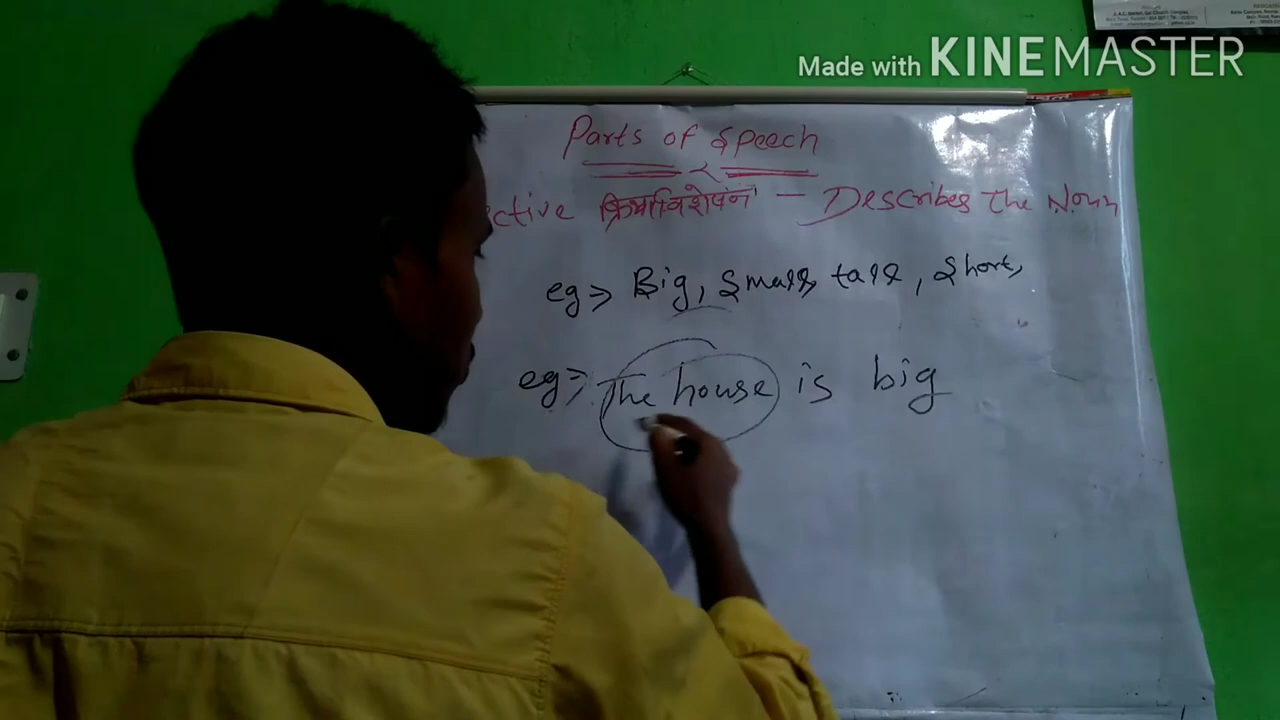 Made with KINEMASTER
Parts of Speech
ctive क्रियाविशेषण — Describes the Noun
eg⇒ Big, Small, tall, Short,
eg⇒ The house is big